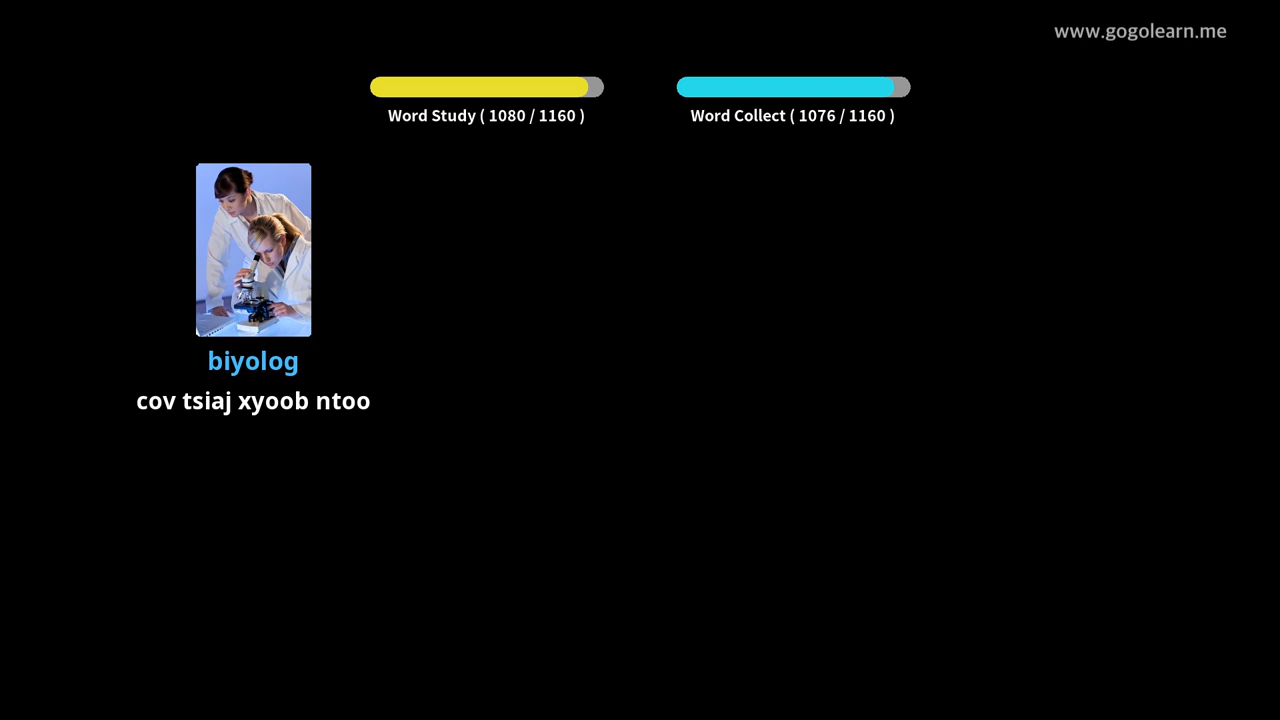 www.gogolearn.me
Word Study ( 1080 / 1160 )
Word Collect ( 1076 / 1160 )
biyolog
cov tsiaj xyoob ntoo